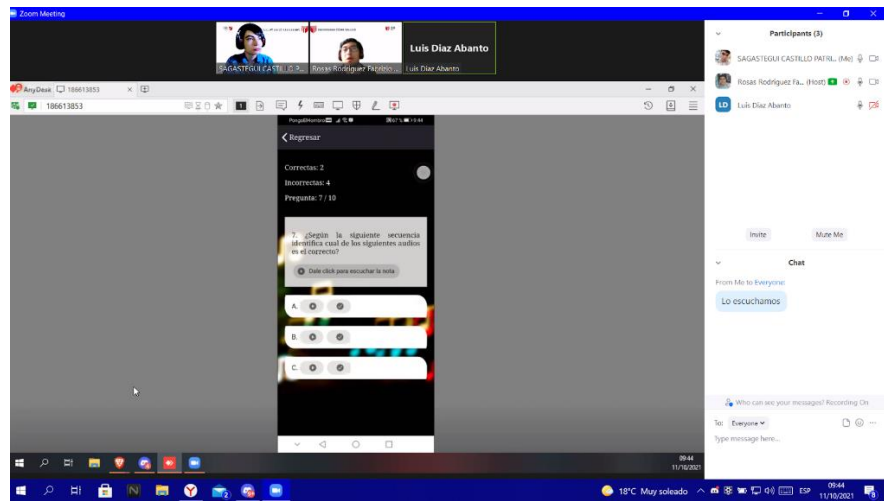 Zoom Meeting
Luis Diaz Abanto
SAGASTEGUI CASTILLO P...
Rosas Rodriguez Fabrizio ...
Luis Diaz Abanto
Participants (3)
SAGASTEGUI CASTILLO PATRI... (Me)
Rosas Rodriguez Fa... (Host)
LD Luis Diaz Abanto
Invite
Mute Me
Chat
From Me to Everyone:
Lo escuchamos
Who can see your messages? Recording On
To: Everyone
Type message here...
AnyDesk
186613853
186613853
Regresar
Correctas: 2
Incorrectas: 4
Pregunta: 7 / 10
7. ¿Según la siguiente secuencia
identifica cual de los siguientes audios
es el correcto?
Dale click para escuchar la nota
A.
B.
C.
09:44
11/10/2021
18°C Muy soleado
ESP
09:44
11/10/2021